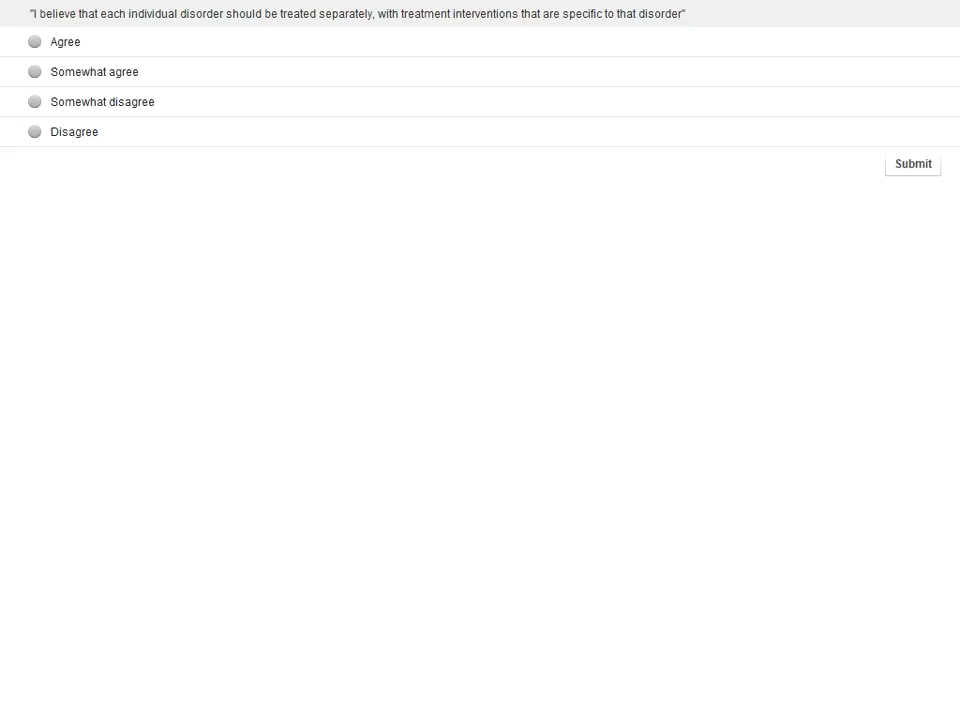 "I believe that each individual disorder should be treated separately, with treatment interventions that are specific to that disorder"
Agree
Somewhat agree
Somewhat disagree
Disagree
Submit